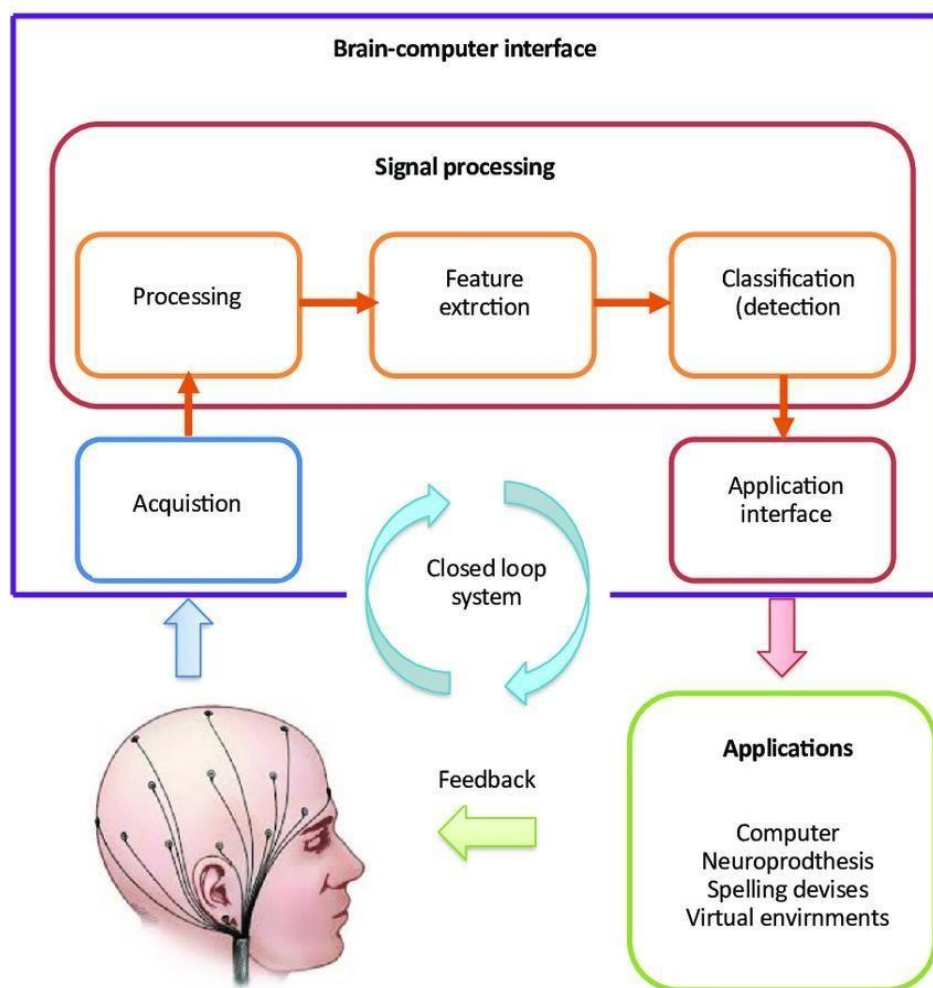 Brain-computer interface
Signal processing
Processing
Feature
extrction
Classification
(detection
Acquistion
Application
interface
Closed loop
system
Feedback
Applications
Computer
Neuroprodthesis
Spelling devises
Virtual envirnments